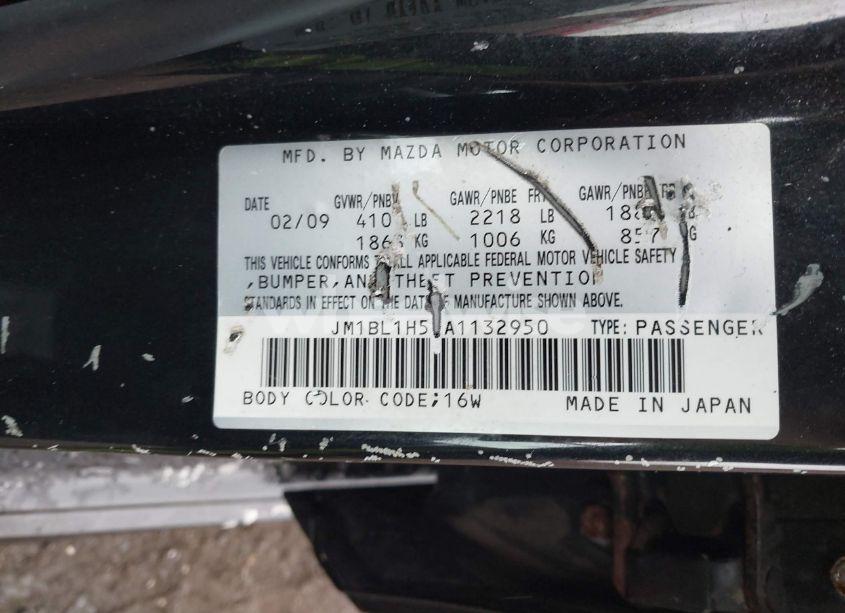 MFD. BY MAZDA MOTOR CORPORATION
DATE GVWR/PNBV GAWR/PNBE FRT GAWR/PNBE RR
02/09 LB 2218 LB
KG 1006 KG
THIS VEHICLE CONFORMS TO ALL APPLICABLE FEDERAL MOTOR VEHICLE SAFETY
,BUMPER,AND THEFT PREVENTION
STANDARDS IN EFFECT ON THE DATE OF MANUFACTURE SHOWN ABOVE.
TYPE: PASSENGER
BODY COLOR CODE;16W MADE IN JAPAN